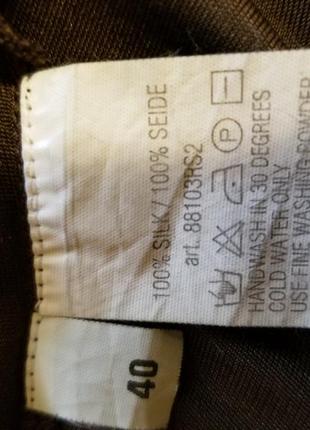 100% SILK / 100% SEIDE
art. 88103RS2
P
HANDWASH IN 30 DEGREES
COLD WATER ONLY
USE FINE WASHING POWDER
40